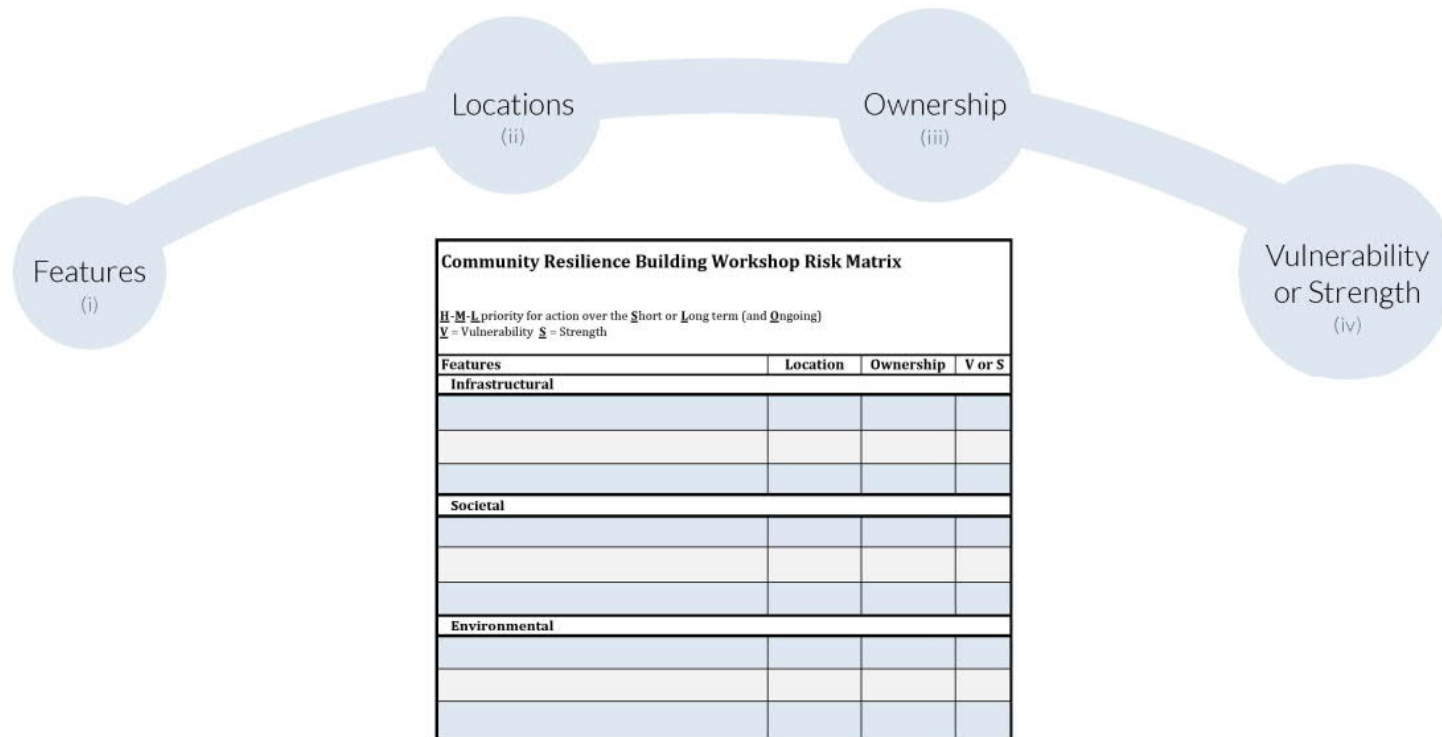 Features
(i)
Locations
(ii)
Ownership
(iii)
Vulnerability
or Strength
(iv)
Community Resilience Building Workshop Risk Matrix
H-M-L priority for action over the Short or Long term (and Ongoing)
V = Vulnerability S = Strength
Features Location Ownership V or S
Infrastructural
Societal
Environmental